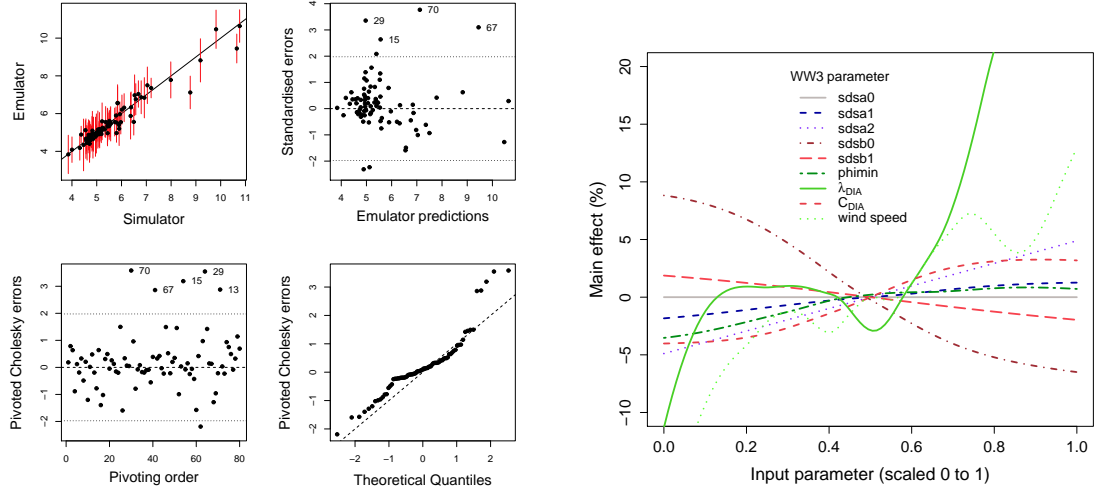 Emulator
10
8
6
4
4 5 6 7 8 9 10 11
Simulator
Standardised errors
4
3
2
1
0
-1
-2
4 5 6 7 8 9 10
Emulator predictions
70
29
67
15
Pivoted Cholesky errors
3
2
1
0
-1
-2
0 20 40 60 80
Pivoting order
70
29
15
67
13
Pivoted Cholesky errors
3
2
1
0
-1
-2
-2 -1 0 1 2
Theoretical Quantiles
Main effect (%)
20
15
10
5
0
-5
-10
0.0 0.2 0.4 0.6 0.8 1.0
Input parameter (scaled 0 to 1)
WW3 parameter
sdsa0
sdsa1
sdsa2
sdsb0
sdsb1
phimin
λDIA
CDIA
wind speed